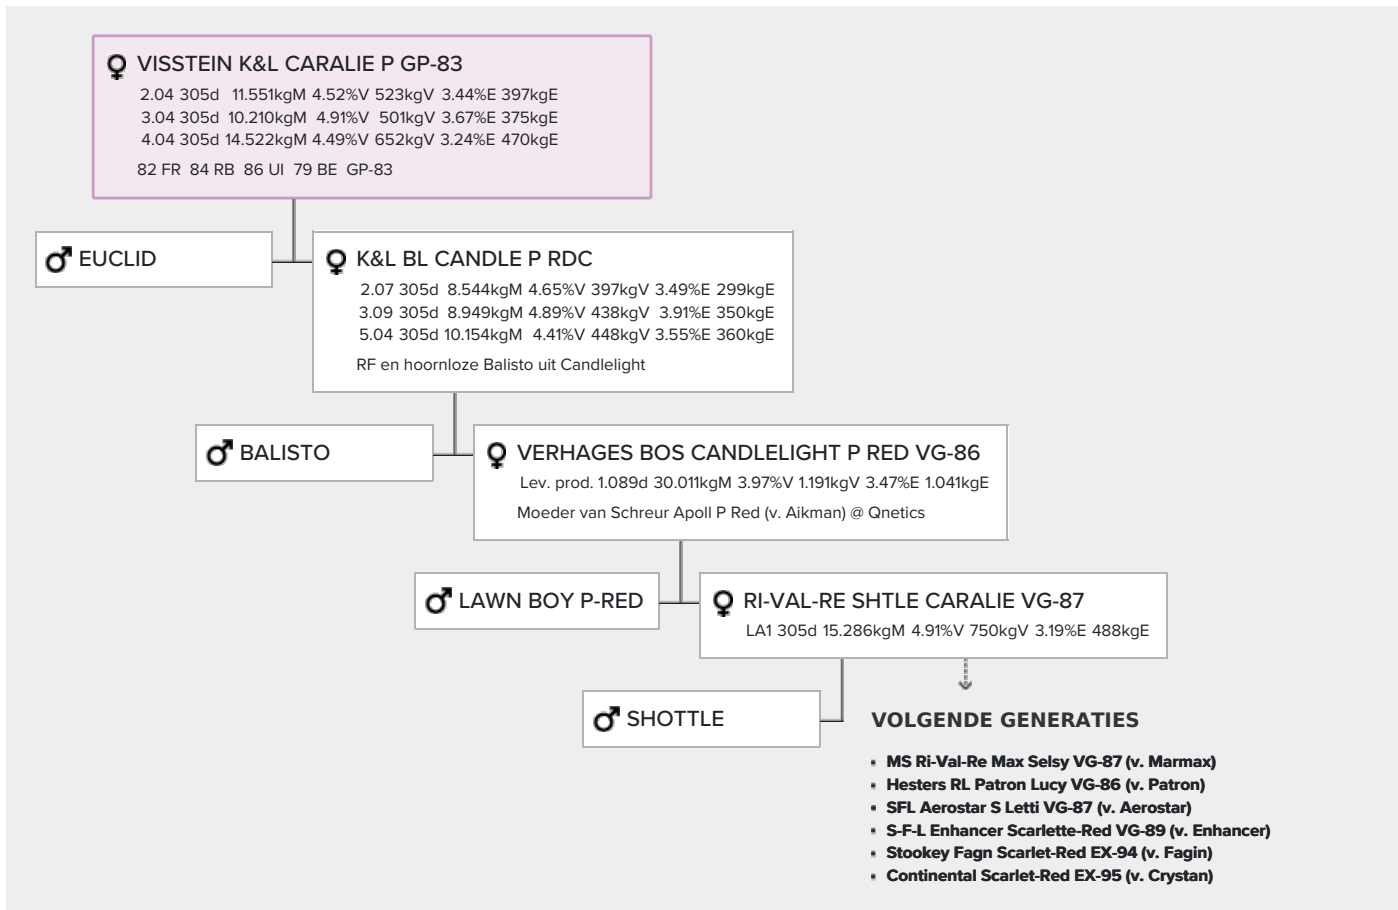 VISSTEIN K&L CARALIE P GP-83
2.04 305d 11.551kgM 4.52%V 523kgV 3.44%E 397kgE
3.04 305d 10.210kgM 4.91%V 501kgV 3.67%E 375kgE
4.04 305d 14.522kgM 4.49%V 652kgV 3.24%E 470kgE
82 FR 84 RB 86 UI 79 BE GP-83
EUCLID
K&L BL CANDLE P RDC
2.07 305d 8.544kgM 4.65%V 397kgV 3.49%E 299kgE
3.09 305d 8.949kgM 4.89%V 438kgV 3.91%E 350kgE
5.04 305d 10.154kgM 4.41%V 448kgV 3.55%E 360kgE
RF en hoornloze Balisto uit Candlelight
BALISTO
VERHAGES BOS CANDLELIGHT P RED VG-86
Lev. prod. 1.089d 30.011kgM 3.97%V 1.191kgV 3.47%E 1.041kgE
Moeder van Schreur Apoll P Red (v. Aikman) @ Qnetics
LAWN BOY P-RED
RI-VAL-RE SHTLE CARALIE VG-87
LA1 305d 15.286kgM 4.91%V 750kgV 3.19%E 488kgE
SHOTTLE
VOLGENDE GENERATIES
▪ MS Ri-Val-Re Max Selsy VG-87 (v. Marmax)
▪ Hesters RL Patron Lucy VG-86 (v. Patron)
▪ SFL Aerostar S Letti VG-87 (v. Aerostar)
▪ S-F-L Enhancer Scarlette-Red VG-89 (v. Enhancer)
▪ Stookey Fagn Scarlet-Red EX-94 (v. Fagin)
▪ Continental Scarlet-Red EX-95 (v. Crystan)